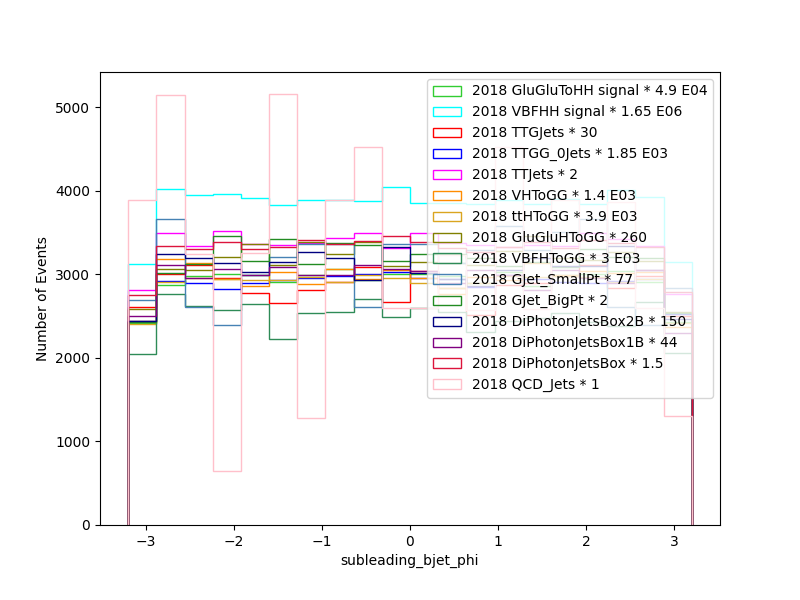 5000
4000
3000
2000
1000
0
Number of Events
2018 GluGluToHH signal * 4.9 E04
2018 VBFHH signal * 1.65 E06
2018 TTGJets * 30
2018 TTGG_0Jets * 1.85 E03
2018 TTJets * 2
2018 VHToGG * 1.4 E03
2018 ttHToGG * 3.9 E03
2018 GluGluHToGG * 260
2018 VBFHToGG * 3 E03
2018 GJet_SmallPt * 77
2018 GJet_BigPt * 2
2018 DiPhotonJetsBox2B * 150
2018 DiPhotonJetsBox1B * 44
2018 DiPhotonJetsBox * 1.5
2018 QCD_Jets * 1
−3 −2 −1 0 1 2 3
subleading_bjet_phi